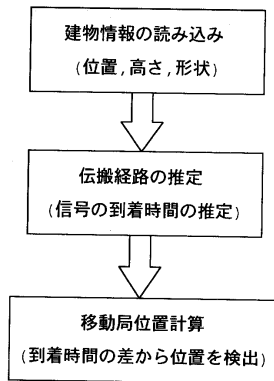 建物情報の読み込み
(位置,高さ,形状)
伝搬経路の推定
(信号の到着時間の推定)
移動局位置計算
(到着時間の差から位置を検出)